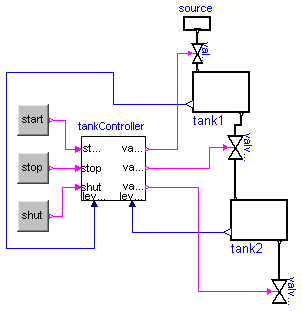 source
val...
tank1
tankController
start
st...
va...
stop
stop
va...
valv...
shut
shut
va...
lev...
lev...
tank2
valv...